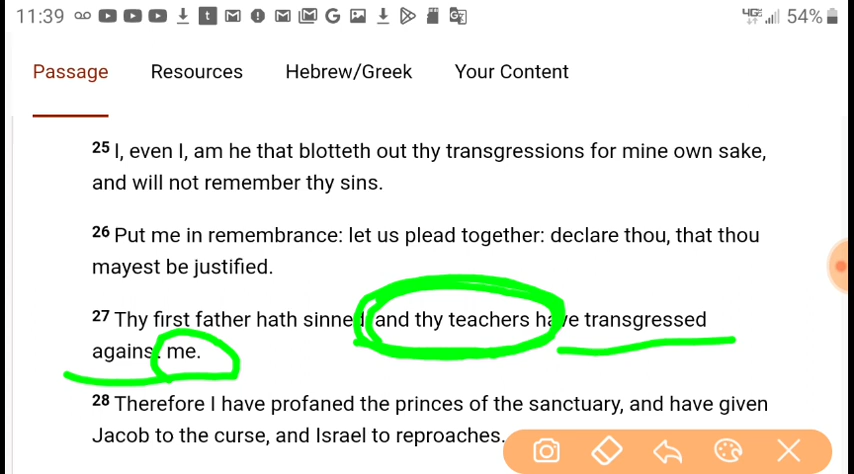 11:39 4G 54%
Passage Resources Hebrew/Greek Your Content
25 I, even I, am he that blotteth out thy transgressions for mine own sake,
and will not remember thy sins.
26 Put me in remembrance: let us plead together: declare thou, that thou
mayest be justified.
27 Thy first father hath sinned, and thy teachers have transgressed
against me.
28 Therefore I have profaned the princes of the sanctuary, and have given
Jacob to the curse, and Israel to reproaches.